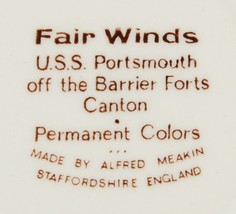 Fair Winds
U.S.S. Portsmouth
off the Barrier Forts
Canton
•
Permanent Colors
...
MADE BY ALFRED MEAKIN
STAFFORDSHIRE ENGLAND